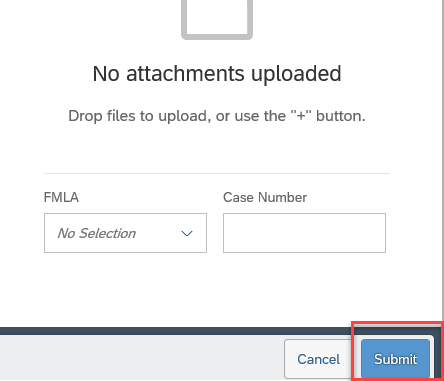 No attachments uploaded
Drop files to upload, or use the "+" button.
FMLA Case Number
No Selection
Cancel Submit